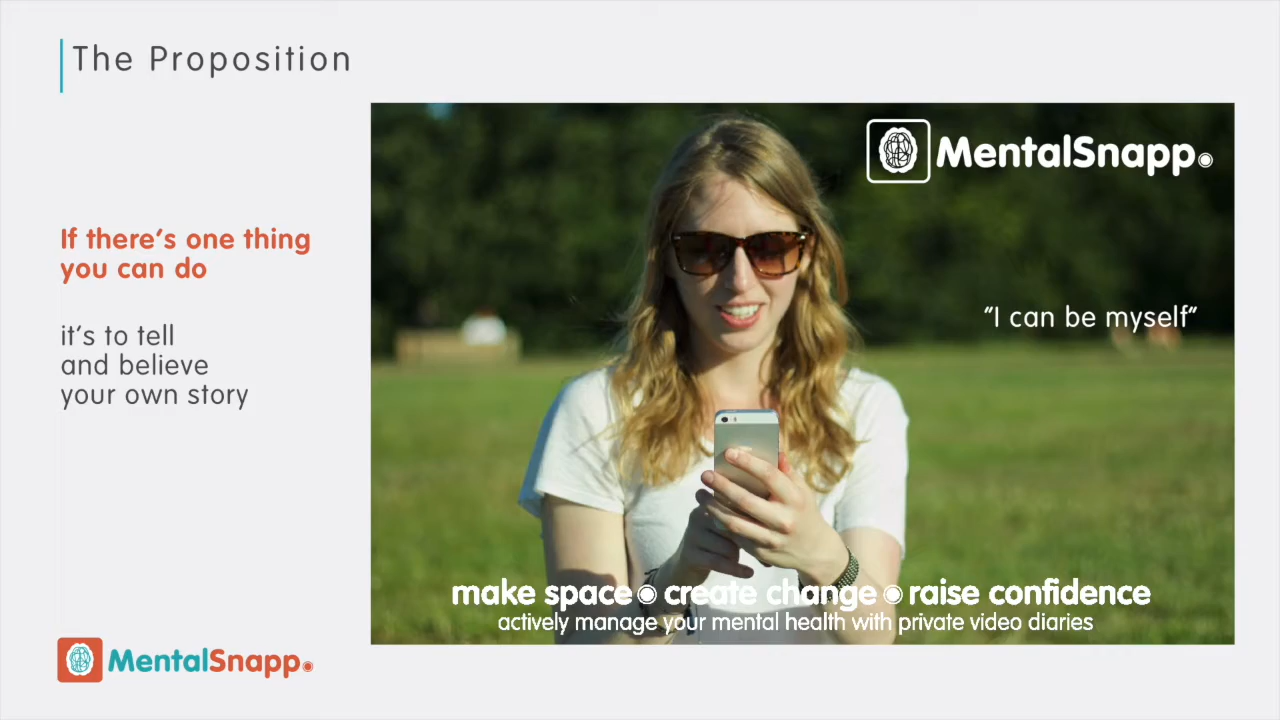 The Proposition
If there's one thing
you can do
it's to tell
and believe
your own story
MentalSnapp
"I can be myself"
make space create change raise confidence
actively manage your mental health with private video diaries
MentalSnapp